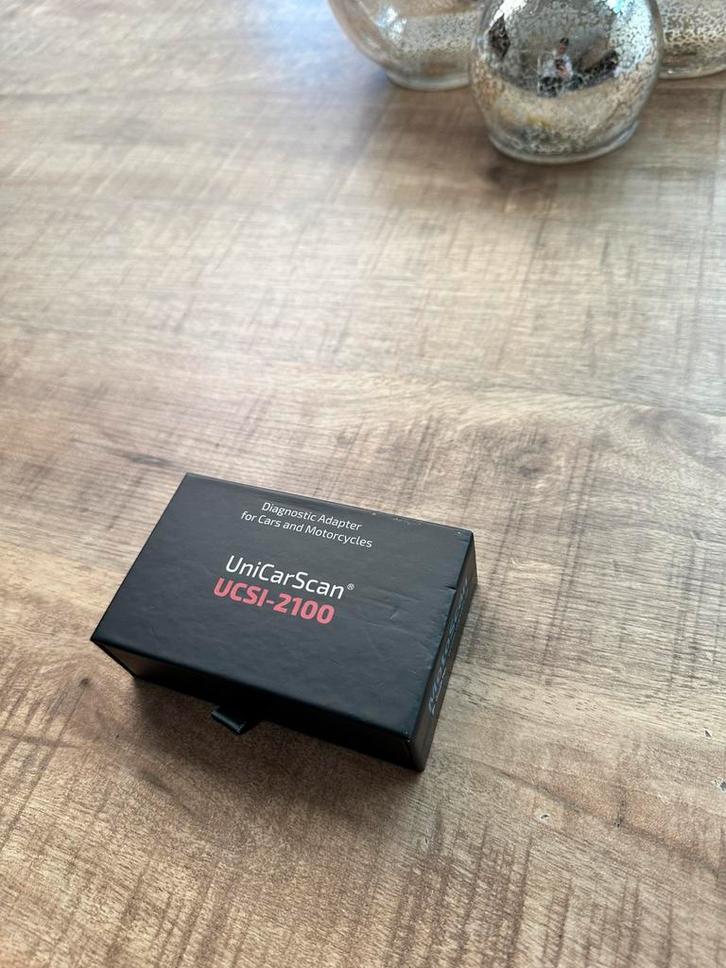 Diagnostic Adapter
for Cars and Motorcycles
UniCarScan®
UCSI-2100